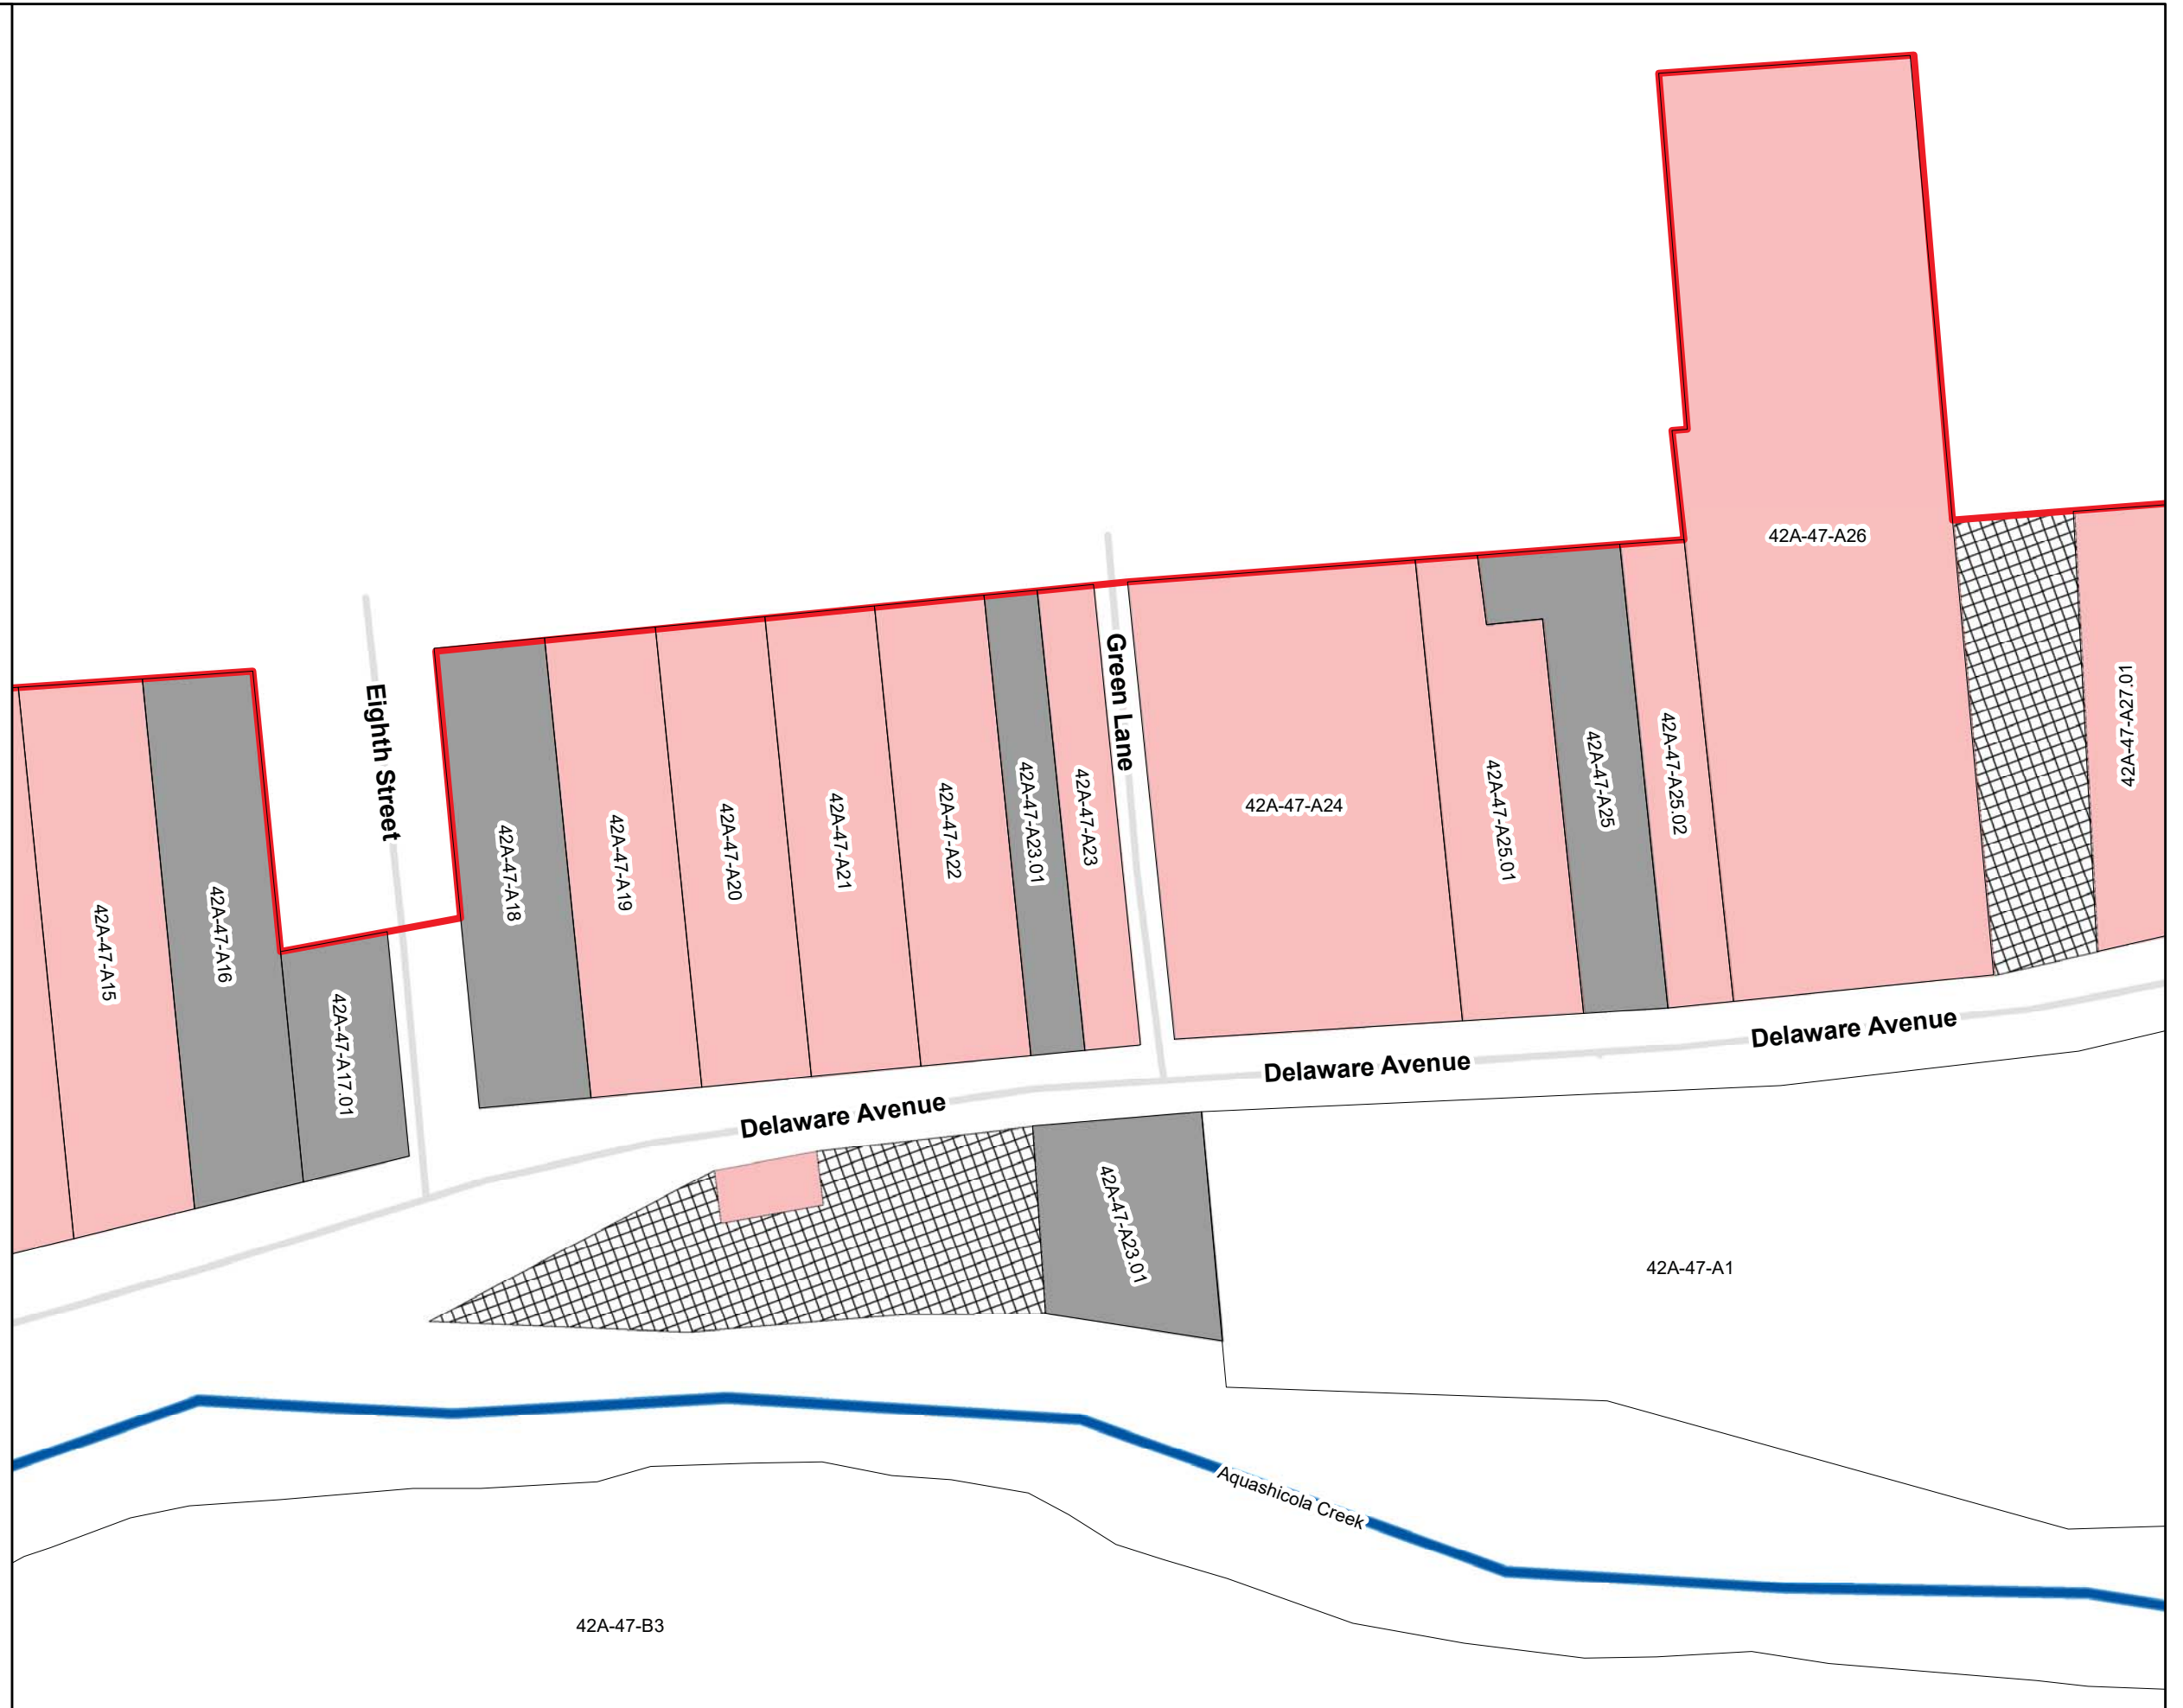 42A-47-A26
Green Lane
42A-47-A27.01
Eighth Street
42A-47-A15
42A-47-A16
42A-47-A17.01
42A-47-A18
42A-47-A19
42A-47-A20
42A-47-A21
42A-47-A22
42A-47-A23.01
42A-47-A23
42A-47-A24
42A-47-A25.01
42A-47-A25
42A-47-A25.02
Delaware Avenue
Delaware Avenue
Delaware Avenue
42A-47-A23.01
42A-47-A1
Aquashicola Creek
42A-47-B3